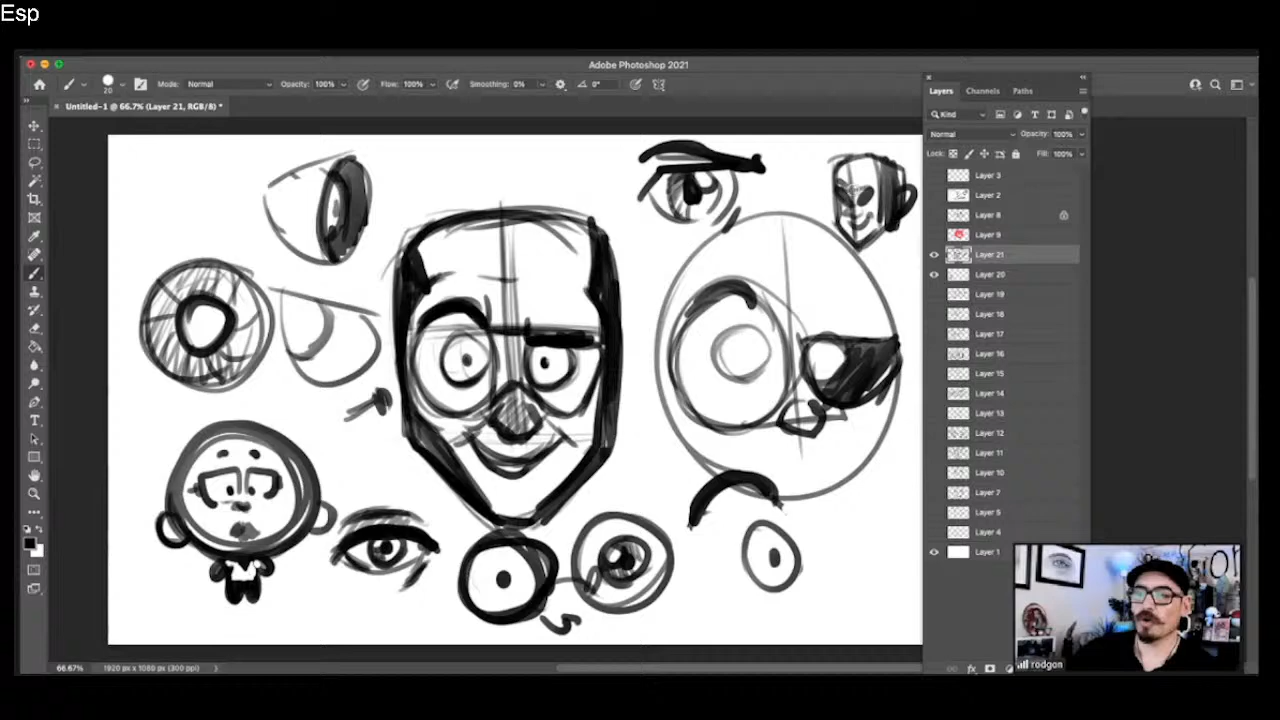 Esp
Adobe Photoshop 2021
20
Mode: Normal
Opacity: 100%
Flow: 100%
Smoothing: 0%
0°
× Untitled-1 @ 66.7% (Layer 21, RGB/8) *
Layers Channels Paths
Kind
Normal Opacity: 100%
Lock: Fill: 100%
Layer 3
Layer 2
Layer 8
Layer 9
Layer 21
Layer 20
Layer 19
Layer 18
Layer 17
Layer 16
Layer 15
Layer 14
Layer 13
Layer 12
Layer 11
Layer 10
Layer 7
Layer 5
Layer 4
Layer 1
rodgon
66.67% 1920 px x 1080 px (300 ppi)
fx